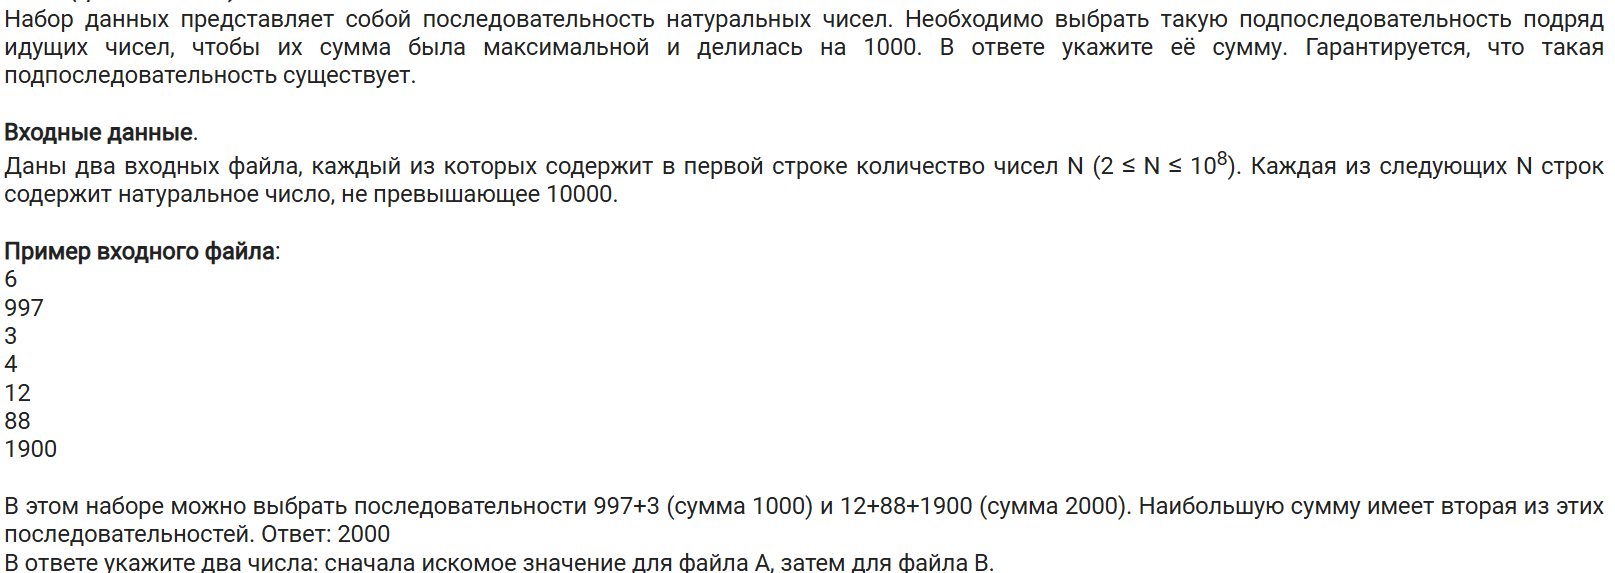 Набор данных представляет собой последовательность натуральных чисел. Необходимо выбрать такую подпоследовательность подряд
идущих чисел, чтобы их сумма была максимальной и делилась на 1000. В ответе укажите её сумму. Гарантируется, что такая
подпоследовательность существует.
Входные данные.
Даны два входных файла, каждый из которых содержит в первой строке количество чисел N (2 ≤ N ≤ 10⁸). Каждая из следующих N строк
содержит натуральное число, не превышающее 10000.
Пример входного файла:
6
997
3
4
12
88
1900
В этом наборе можно выбрать последовательности 997+3 (сумма 1000) и 12+88+1900 (сумма 2000). Наибольшую сумму имеет вторая из этих
последовательностей. Ответ: 2000
В ответе укажите два числа: сначала искомое значение для файла А, затем для файла B.